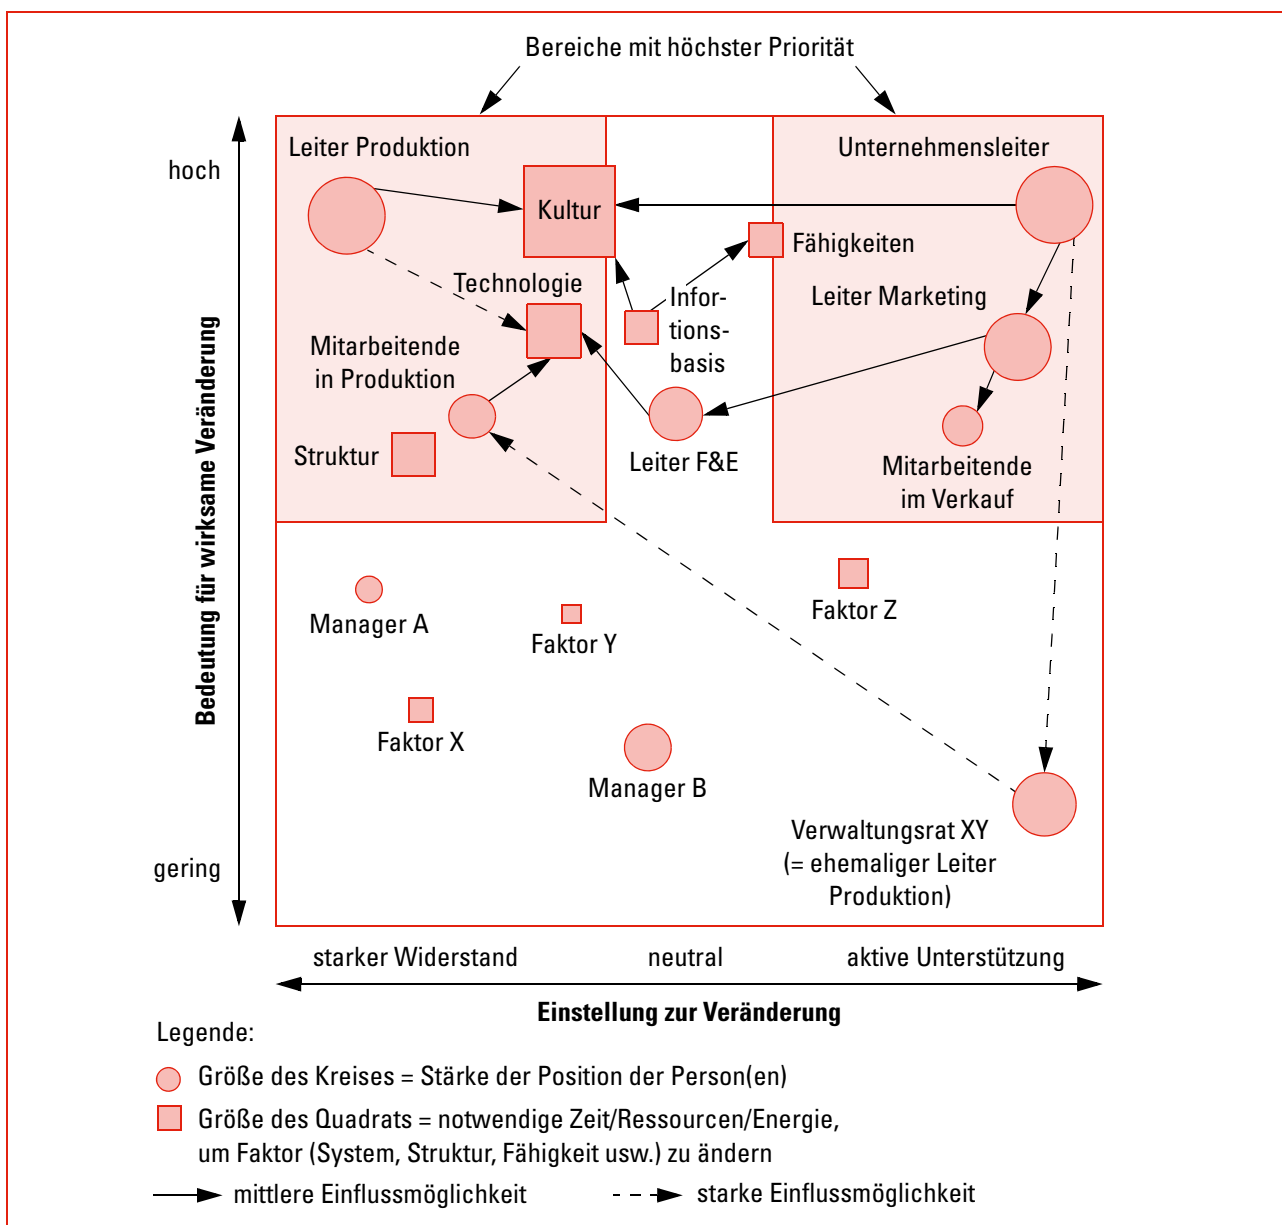 Bereiche mit höchster Priorität
hoch
Leiter Produktion
Unternehmensleiter
Kultur
Fähigkeiten
Technologie
Infor-
tions-
basis
Leiter Marketing
Mitarbeitende
in Produktion
Struktur
Leiter F&E
Mitarbeitende
im Verkauf
Bedeutung für wirksame Veränderung
Manager A
Faktor Y
Faktor Z
Faktor X
Manager B
Verwaltungsrat XY
(= ehemaliger Leiter
Produktion)
gering
starker Widerstand
neutral
aktive Unterstützung
Einstellung zur Veränderung
Legende:
Größe des Kreises = Stärke der Position der Person(en)
Größe des Quadrats = notwendige Zeit/Ressourcen/Energie,
um Faktor (System, Struktur, Fähigkeit usw.) zu ändern
mittlere Einflussmöglichkeit
starke Einflussmöglichkeit